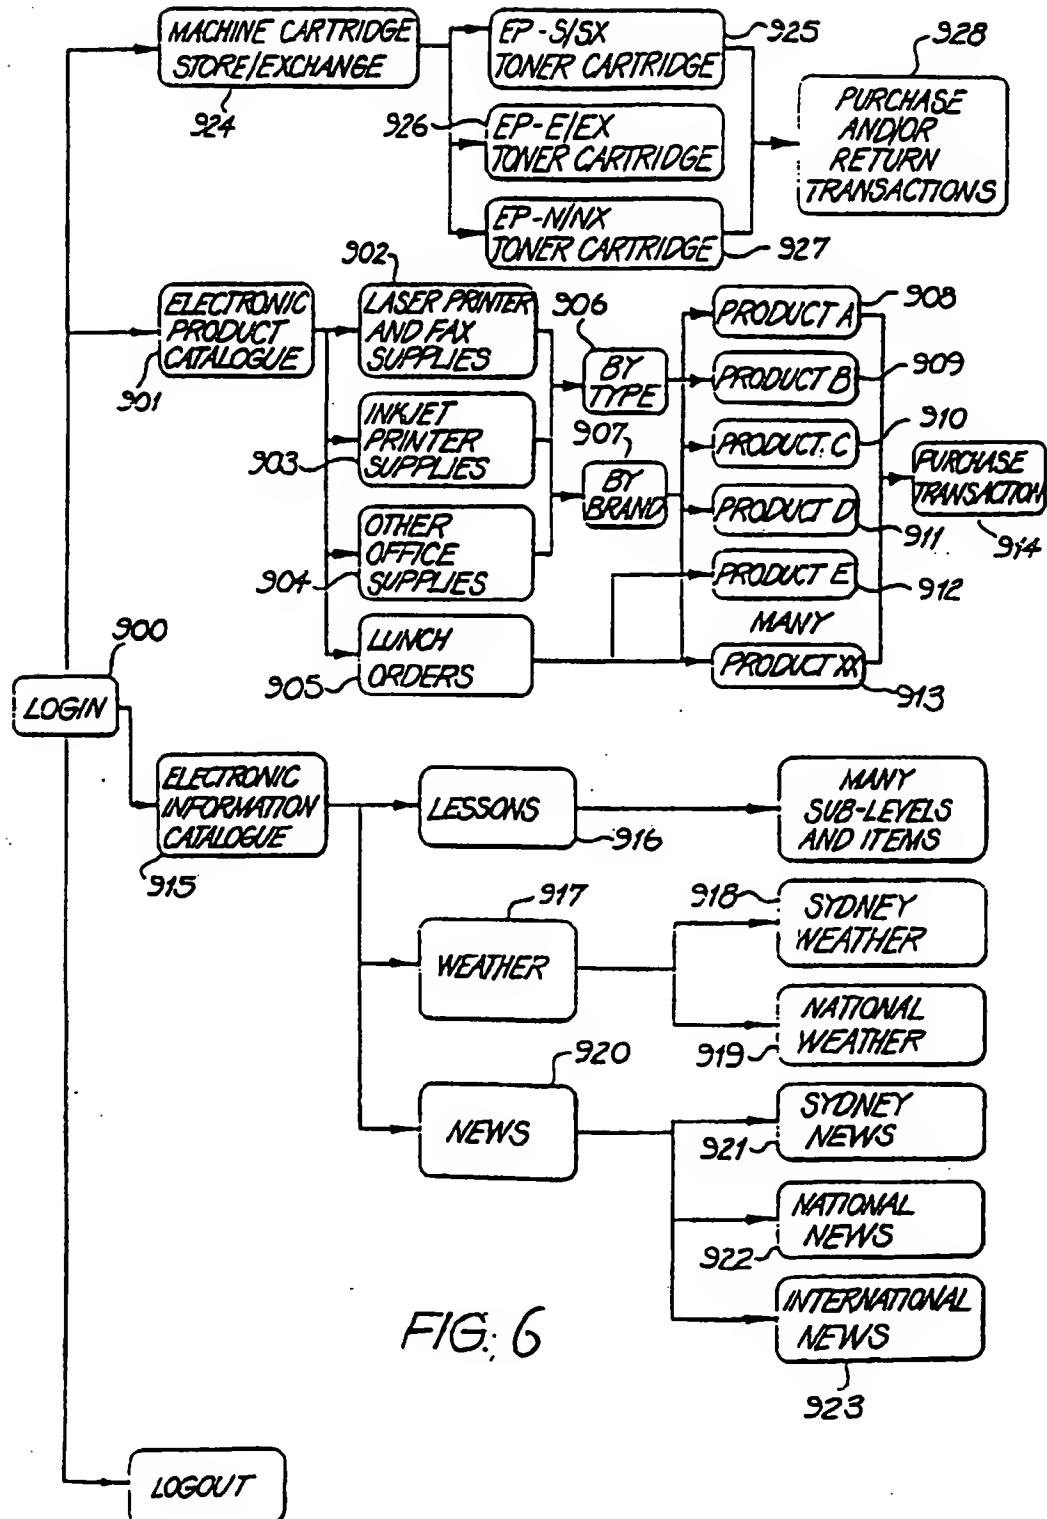 MACHINE CARTRIDGE
STORE/EXCHANGE
924
EP-S/SX
TONER CARTRIDGE
925
926
EP-E/EX
TONER CARTRIDGE
EP-N/NX
TONER CARTRIDGE
927
928
PURCHASE
AND/OR
RETURN
TRANSACTIONS
ELECTRONIC
PRODUCT
CATALOGUE
901
902
LASER PRINTER
AND FAX
SUPPLIES
INKJET
PRINTER
SUPPLIES
903
OTHER
OFFICE
SUPPLIES
904
LUNCH
ORDERS
905
906
BY
TYPE
907
BY
BRAND
PRODUCT A
908
PRODUCT B
909
PRODUCT C
910
PRODUCT D
911
PRODUCT E
912
MANY
PRODUCT XX
913
PURCHASE
TRANSACTION
914
900
LOGIN
ELECTRONIC
INFORMATION
CATALOGUE
915
LESSONS
916
MANY
SUB-LEVELS
AND ITEMS
917
WEATHER
918
SYDNEY
WEATHER
NATIONAL
WEATHER
919
920
NEWS
SYDNEY
NEWS
921
NATIONAL
NEWS
922
INTERNATIONAL
NEWS
923
FIG. 6
LOGOUT